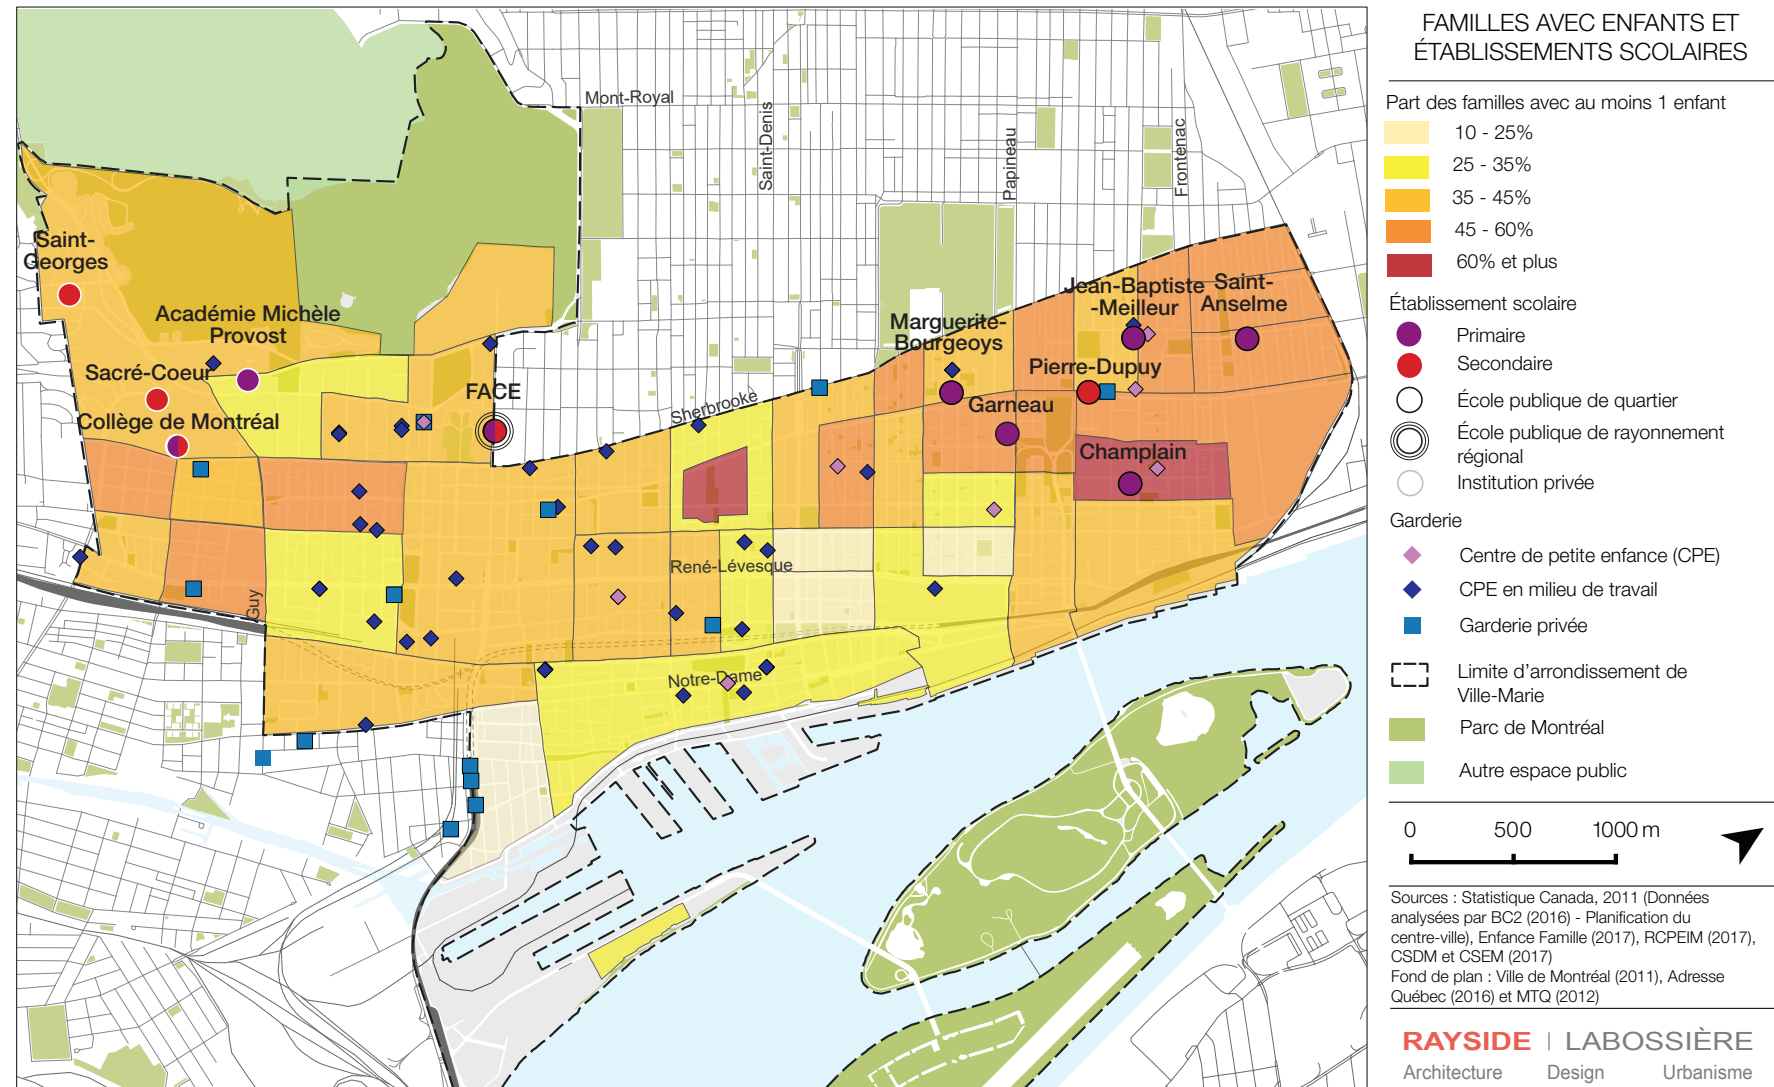 FAMILLES AVEC ENFANTS ET
ÉTABLISSEMENTS SCOLAIRES
Part des familles avec au moins 1 enfant
10 - 25%
25 - 35%
35 - 45%
45 - 60%
60% et plus
Établissement scolaire
Primaire
Secondaire
École publique de quartier
École publique de rayonnement
régional
Institution privée
Garderie
Centre de petite enfance (CPE)
CPE en milieu de travail
Garderie privée
Limite d'arrondissement de
Ville-Marie
Parc de Montréal
Autre espace public
0 500 1000 m
Sources : Statistique Canada, 2011 (Données
analysées par BC2 (2016) - Planification du
centre-ville), Enfance Famille (2017), RCPEIM (2017),
CSDM et CSEM (2017)
Fond de plan : Ville de Montréal (2011), Adresse
Québec (2016) et MTQ (2012)
RAYSIDE | LABOSSIÈRE
Architecture Design Urbanisme
Mont-Royal
Saint-Denis
Papineau
Frontenac
Saint-
Georges
Académie Michèle
Provost
Sacré-Coeur
Collège de Montréal
FACE
Sherbrooke
Marguerite-
Bourgeoys
Jean-Baptiste
-Meilleur
Saint-
Anselme
Pierre-Dupuy
Garneau
Champlain
René-Lévesque
Guy
Notre-Dame